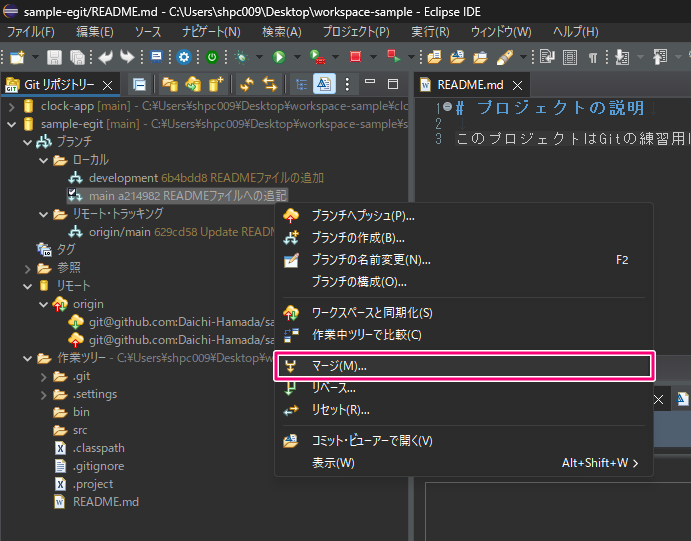 sample-egit/README.md - C:\Users\shpc009\Desktop\workspace-sample - Eclipse IDE
ファイル(F) 編集(E) ソース ナビゲート(N) 検索(A) プロジェクト(P) 実行(R) ウィンドウ(W) ヘルプ(H)
Git リポジトリー
README.md
clock-app [main] - C:¥Users¥shpc009¥Desktop¥workspace-sample¥clo
sample-egit [main] - C:¥Users¥shpc009¥Desktop¥workspace-sample¥s
ブランチ
ローカル
development 6b4bdd8 READMEファイルの追加
main a214982 READMEファイルへの追記
リモート・トラッキング
origin/main 629cd58 Update READ
タグ
参照
リモート
origin
git@github.com:Daichi-Hamada/sa
git@github.com:Daichi-Hamada/sa
作業ツリー - C:¥Users¥shpc009¥Desktop¥w
.git
.settings
bin
src
.classpath
.gitignore
.project
README.md
1 # プロジェクトの説明
2
3 このプロジェクトはGitの練習用
ブランチへプッシュ(P)...
ブランチの作成(B)...
ブランチの名前変更(N)... F2
ブランチの構成(O)...
ワークスペースと同期化(S)
作業中ツリーで比較(C)
マージ(M)...
リベース...
リセット(R)...
コミット・ビューアーで開く(V)
表示(W) Alt+Shift+W